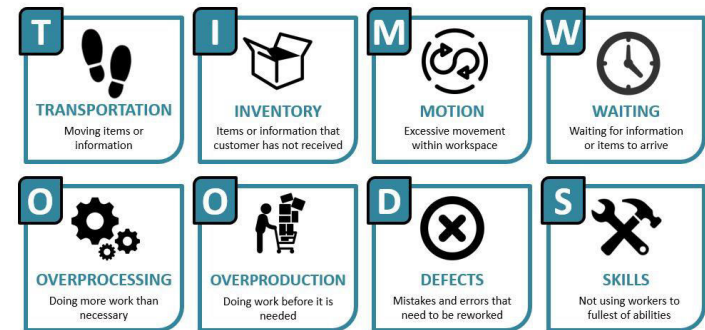 T
TRANSPORTATION
Moving items or
information
I
INVENTORY
Items or information that
customer has not received
M
MOTION
Excessive movement
within workspace
W
WAITING
Waiting for information
or items to arrive
O
OVERPROCESSING
Doing more work than
necessary
O
OVERPRODUCTION
Doing work before it is
needed
D
DEFECTS
Mistakes and errors that
need to be reworked
S
SKILLS
Not using workers to
fullest of abilities